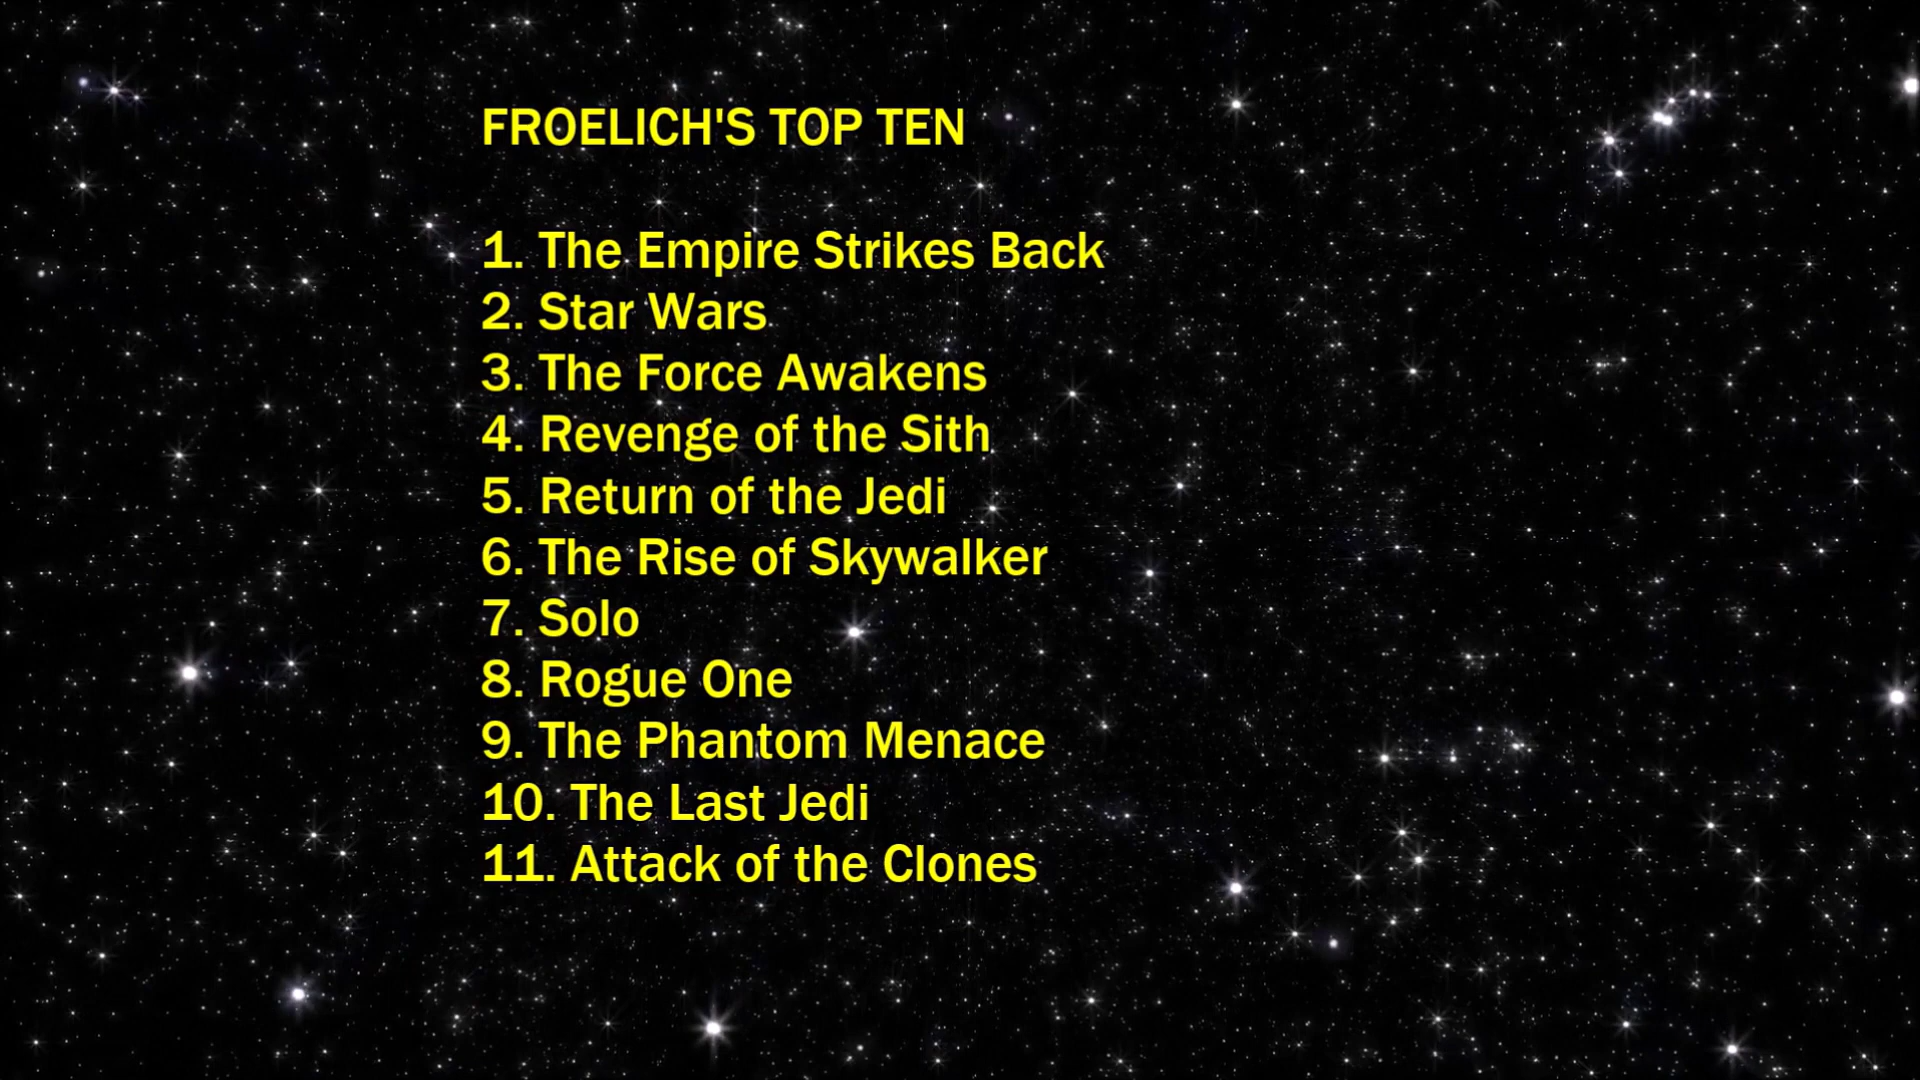 FROELICH'S TOP TEN
1. The Empire Strikes Back
2. Star Wars
3. The Force Awakens
4. Revenge of the Sith
5. Return of the Jedi
6. The Rise of Skywalker
7. Solo
8. Rogue One
9. The Phantom Menace
10. The Last Jedi
11. Attack of the Clones